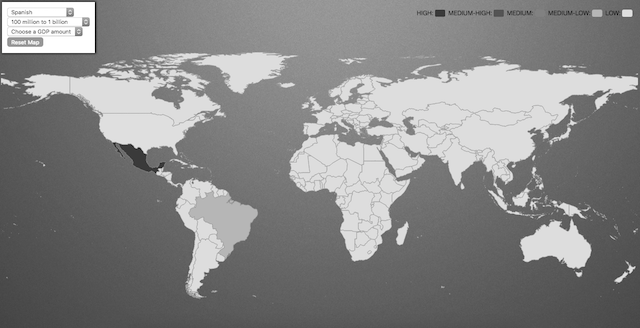 Spanish
100 million to 1 billion
Choose a GDP amount
Reset Map
HIGH: MEDIUM-HIGH: MEDIUM: MEDIUM-LOW: LOW